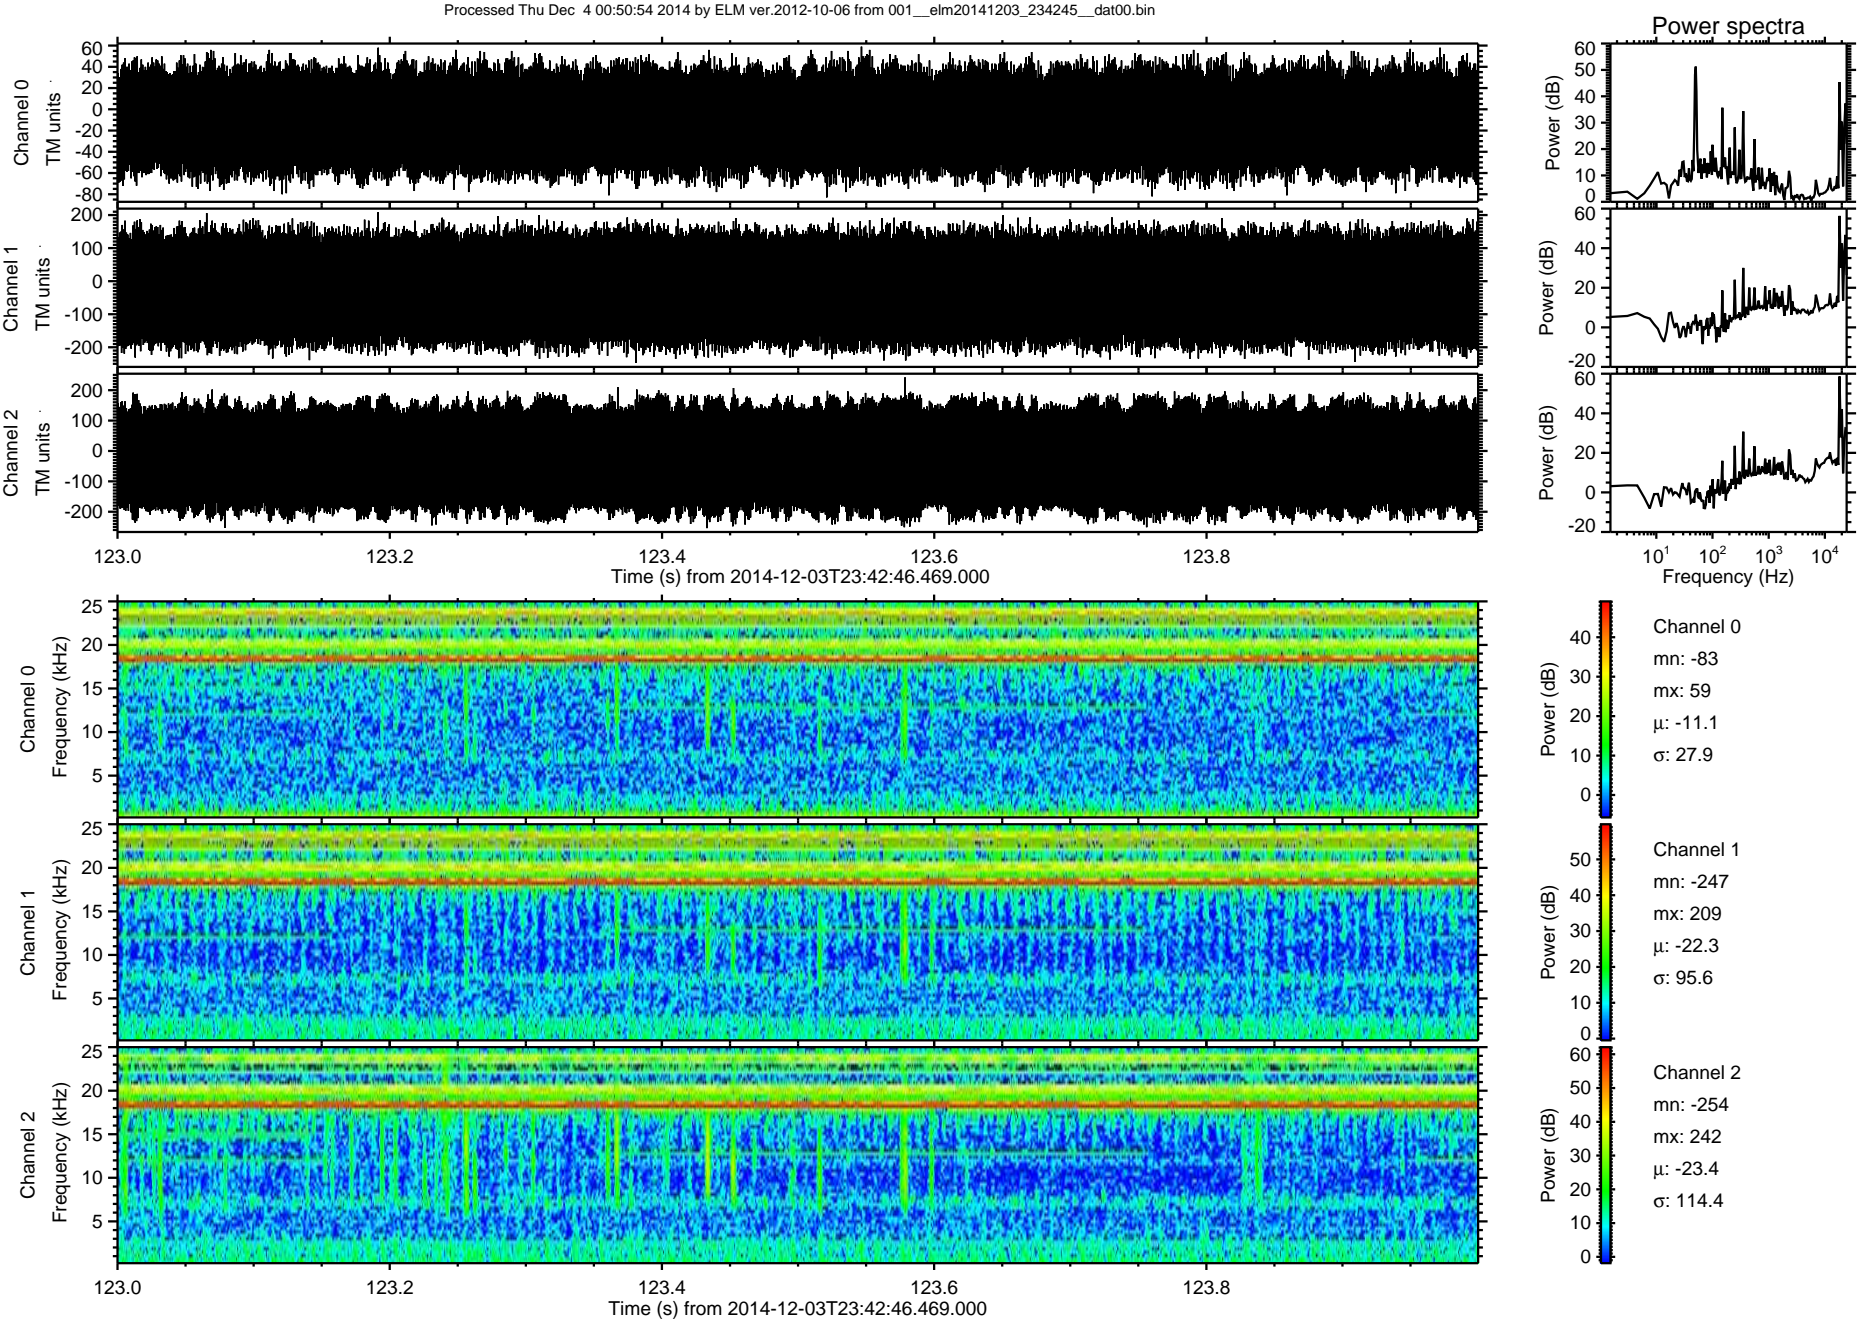 Processed Thu Dec  4 00:50:54 2014 by ELM ver.2012-10-06 from 001__elm20141203_234245__dat00.bin
Power spectra
Channel 0
TM units
60
40
20
0
-20
-40
-60
-80
Power (dB)
60
50
40
30
20
10
0
Channel 1
TM units
200
100
0
-100
-200
Power (dB)
60
40
20
0
-20
Channel 2
TM units
200
100
0
-100
-200
Power (dB)
60
40
20
0
-20
123.0 123.2 123.4 123.6 123.8
Time (s) from 2014-12-03T23:42:46.469.000
10¹ 10² 10³ 10⁴
Frequency (Hz)
Channel 0
Frequency (kHz)
25
20
15
10
5
Power (dB)
40
30
20
10
0
Channel 0
mn: -83
mx: 59
μ: -11.1
σ: 27.9
Channel 1
Frequency (kHz)
25
20
15
10
5
Power (dB)
50
40
30
20
10
0
Channel 1
mn: -247
mx: 209
μ: -22.3
σ: 95.6
Channel 2
Frequency (kHz)
25
20
15
10
5
Power (dB)
60
50
40
30
20
10
0
Channel 2
mn: -254
mx: 242
μ: -23.4
σ: 114.4
123.0 123.2 123.4 123.6 123.8
Time (s) from 2014-12-03T23:42:46.469.000